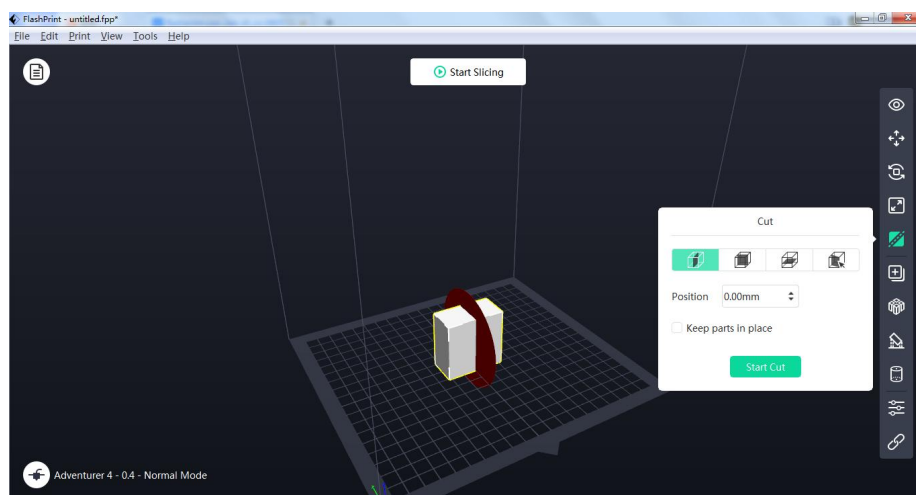 FlashPrint - untitled.fpp*
File Edit Print View Tools Help
Start Slicing
Cut
Position 0.00mm
Keep parts in place
Start Cut
Adventurer 4 - 0.4 - Normal Mode